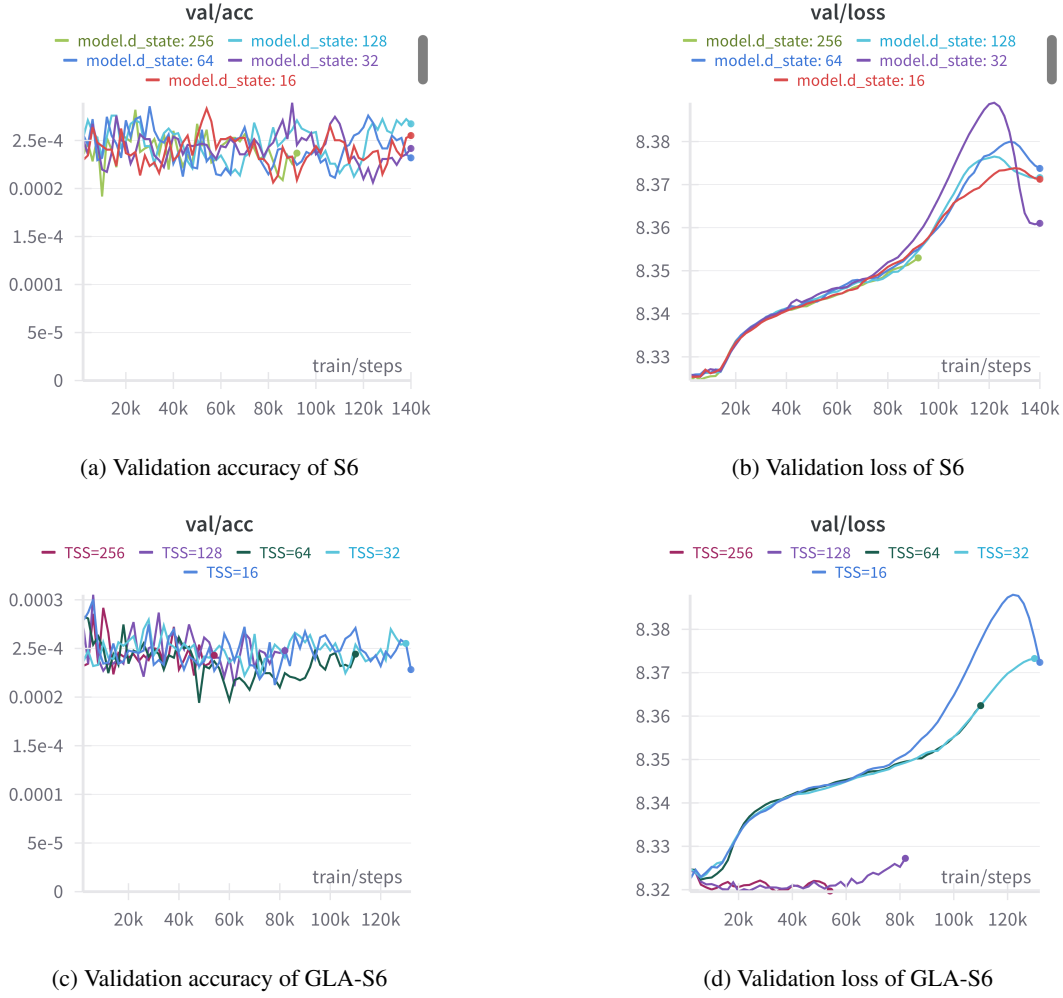 val/acc
model.d_state: 256 model.d_state: 128
model.d_state: 64 model.d_state: 32
model.d_state: 16
2.5e-4
0.0002
1.5e-4
0.0001
5e-5
0
train/steps
20k 40k 60k 80k 100k 120k 140k
(a) Validation accuracy of S6
val/loss
model.d_state: 256 model.d_state: 128
model.d_state: 64 model.d_state: 32
model.d_state: 16
8.38
8.37
8.36
8.35
8.34
8.33
train/steps
20k 40k 60k 80k 100k 120k 140k
(b) Validation loss of S6
val/acc
TSS=256 TSS=128 TSS=64 TSS=32
TSS=16
0.0003
2.5e-4
0.0002
1.5e-4
0.0001
5e-5
0
train/steps
20k 40k 60k 80k 100k 120k
(c) Validation accuracy of GLA-S6
val/loss
TSS=256 TSS=128 TSS=64 TSS=32
TSS=16
8.38
8.37
8.36
8.35
8.34
8.33
8.32
train/steps
20k 40k 60k 80k 100k 120k
(d) Validation loss of GLA-S6